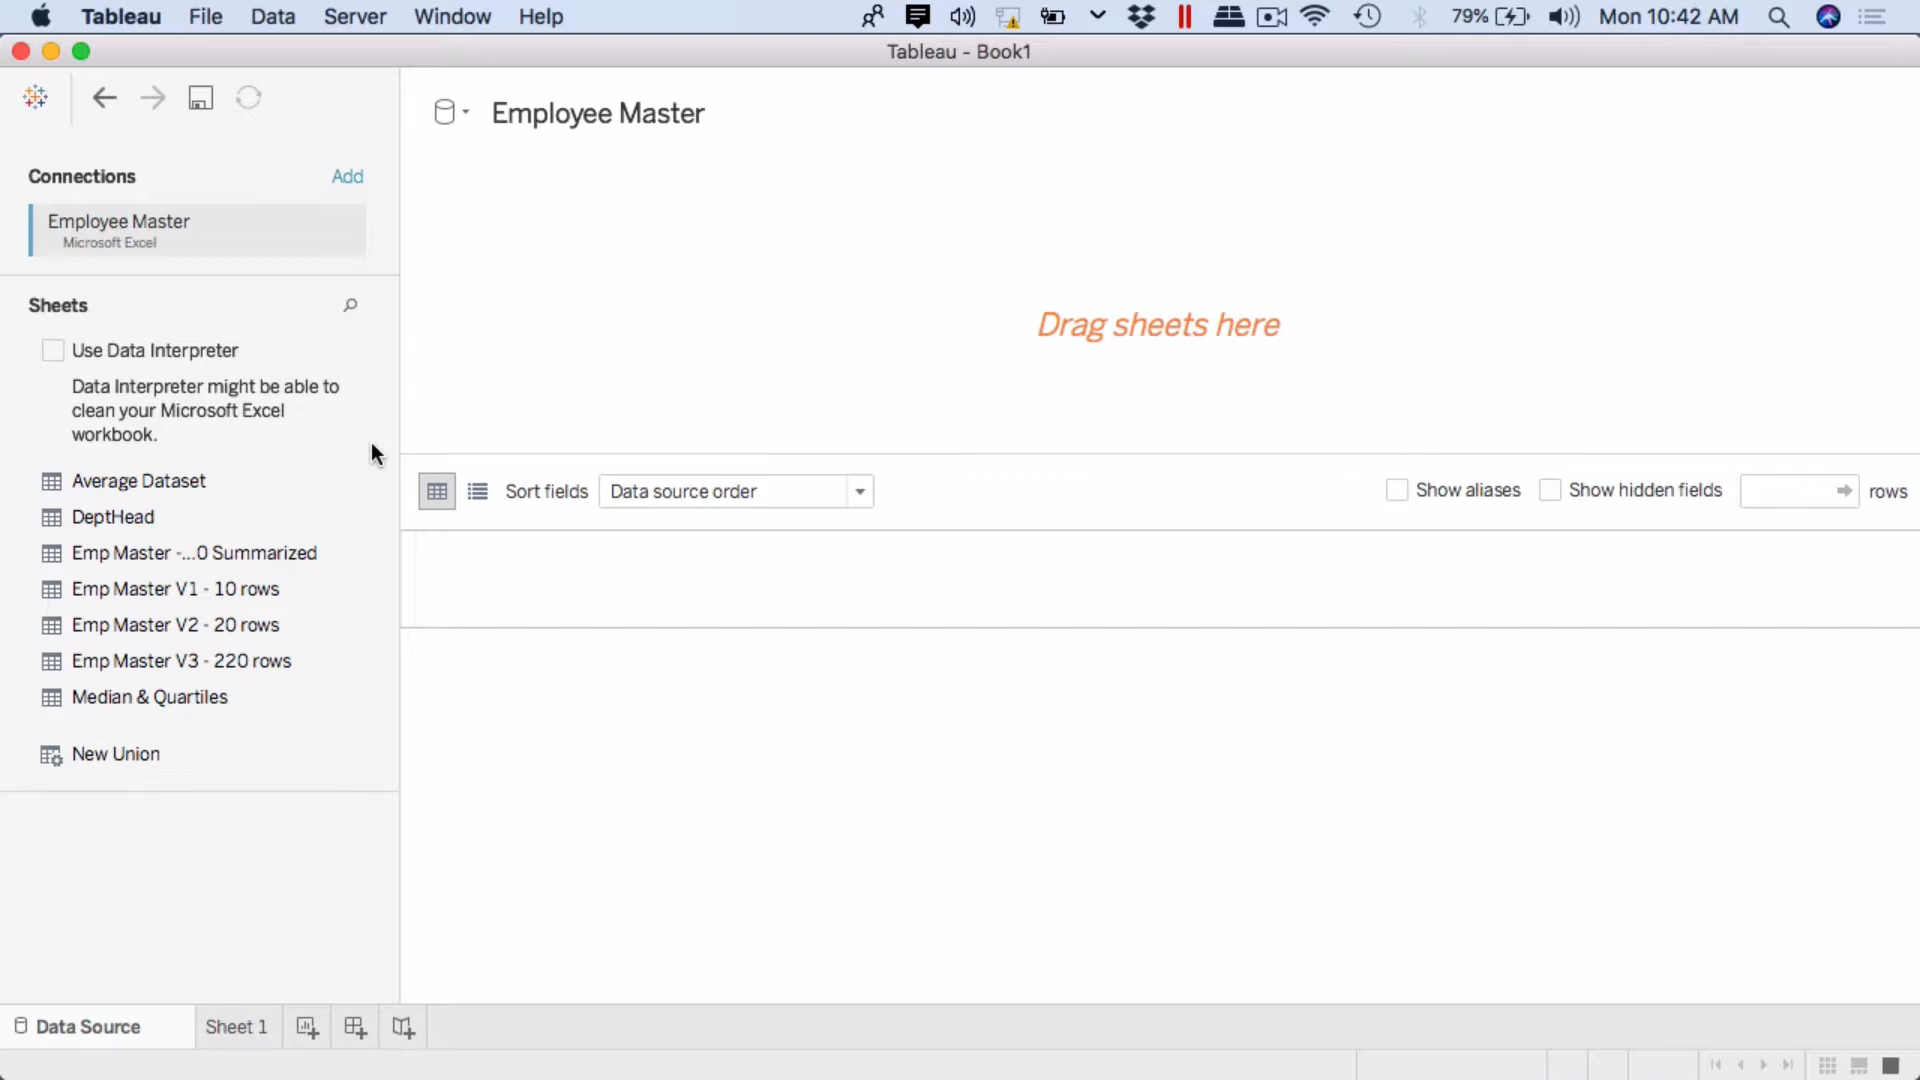 Tableau File Data Server Window Help 79% Mon 10:42 AM
Tableau - Book1
Employee Master
Connections Add
Employee Master
Microsoft Excel
Sheets
Use Data Interpreter
Data Interpreter might be able to
clean your Microsoft Excel
workbook.
Average Dataset
DeptHead
Emp Master -...0 Summarized
Emp Master V1 - 10 rows
Emp Master V2 - 20 rows
Emp Master V3 - 220 rows
Median & Quartiles
New Union
Drag sheets here
Sort fields Data source order Show aliases Show hidden fields rows
Data Source Sheet 1